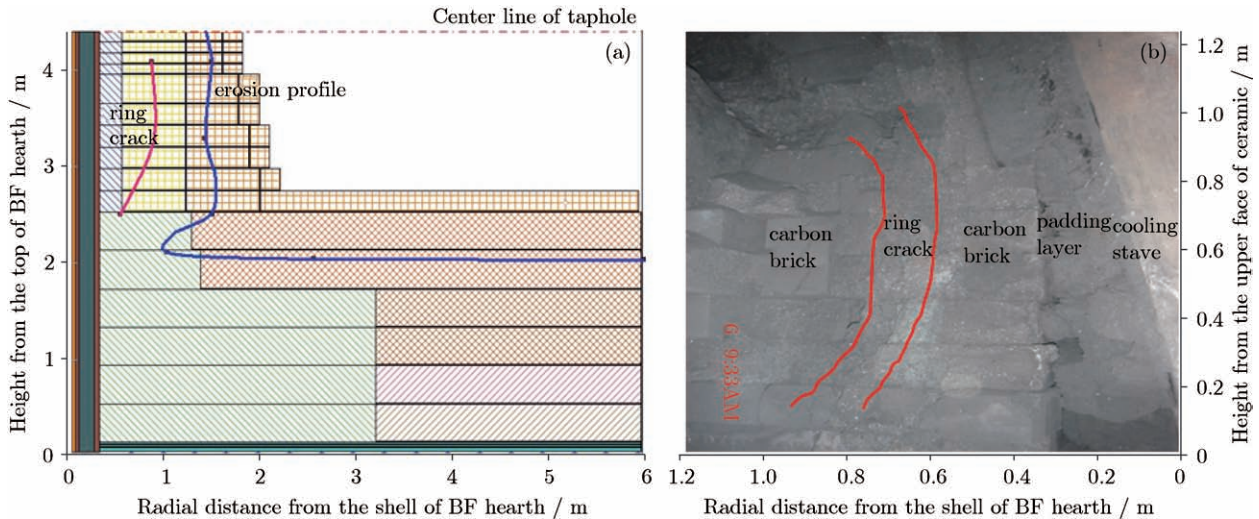 Center line of taphole
(a)
erosion profile
ring
crack
4
3
2
1
0
0
1
2
3
4
5
6
Height from the top of BF hearth / m
Radial distance from the shell of BF hearth / m
(b)
carbon
brick
ring
crack
carbon
brick
padding
layer
cooling
stave
6 9:33AM
1.2
1.0
0.8
0.6
0.4
0.2
0
1.2
1.0
0.8
0.6
0.4
0.2
0
Height from the upper face of ceramic / m
Radial distance from the shell of BF hearth / m